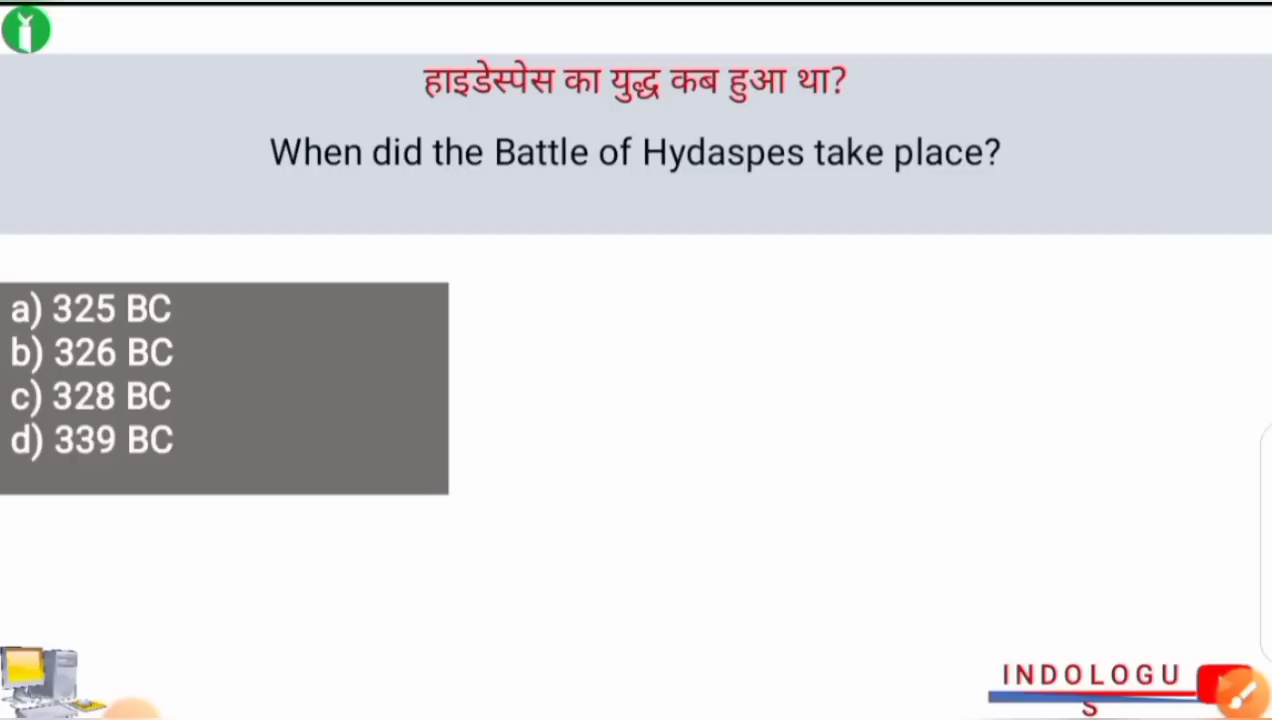 हाइडेस्पेस का युद्ध कब हुआ था?
When did the Battle of Hydaspes take place?
a) 325 BC
b) 326 BC
c) 328 BC
d) 339 BC
INDOLOGU
S